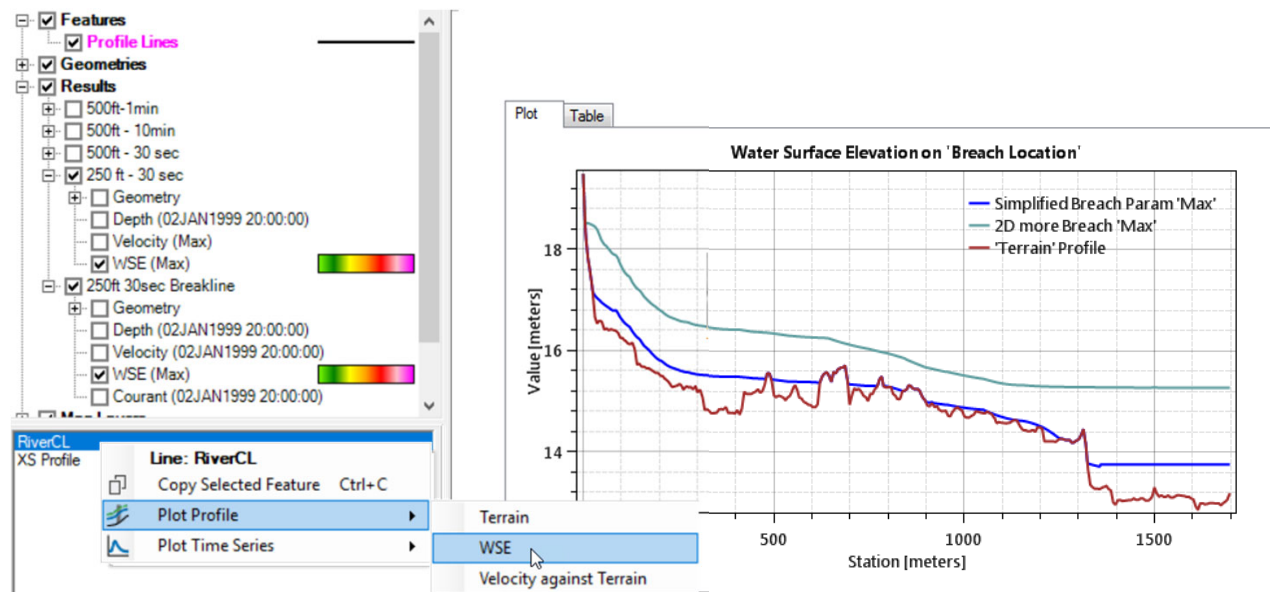 Features
Profile Lines
Geometries
Results
500ft-1min
500ft - 10min
500ft - 30 sec
250 ft - 30 sec
Geometry
Depth (02JAN1999 20:00:00)
Velocity (Max)
WSE (Max)
250ft 30sec Breakline
Geometry
Depth (02JAN1999 20:00:00)
Velocity (02JAN1999 20:00:00)
WSE (Max)
Courant (02JAN1999 20:00:00)
RiverCL
XS Profile
Line: RiverCL
Copy Selected Feature Ctrl+C
Plot Profile
Plot Time Series
Terrain
WSE
Velocity against Terrain
Plot Table
Water Surface Elevation on 'Breach Location'
Simplified Breach Param 'Max'
2D more Breach 'Max'
'Terrain' Profile
Value [meters]
18
16
14
500 1000 1500
Station [meters]